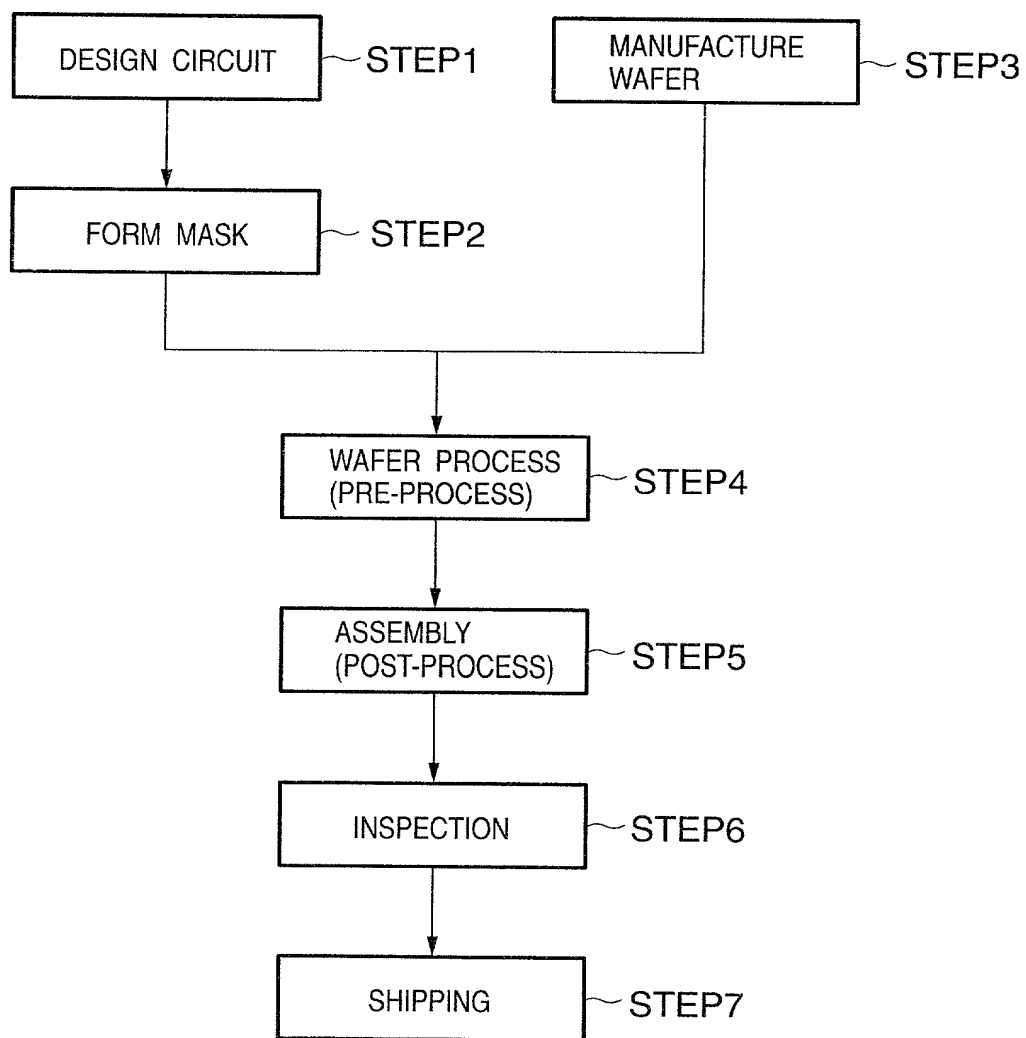 DESIGN CIRCUIT
STEP1
MANUFACTURE
WAFER
STEP3
FORM MASK
STEP2
WAFER PROCESS
(PRE-PROCESS)
STEP4
ASSEMBLY
(POST-PROCESS)
STEP5
INSPECTION
STEP6
SHIPPING
STEP7